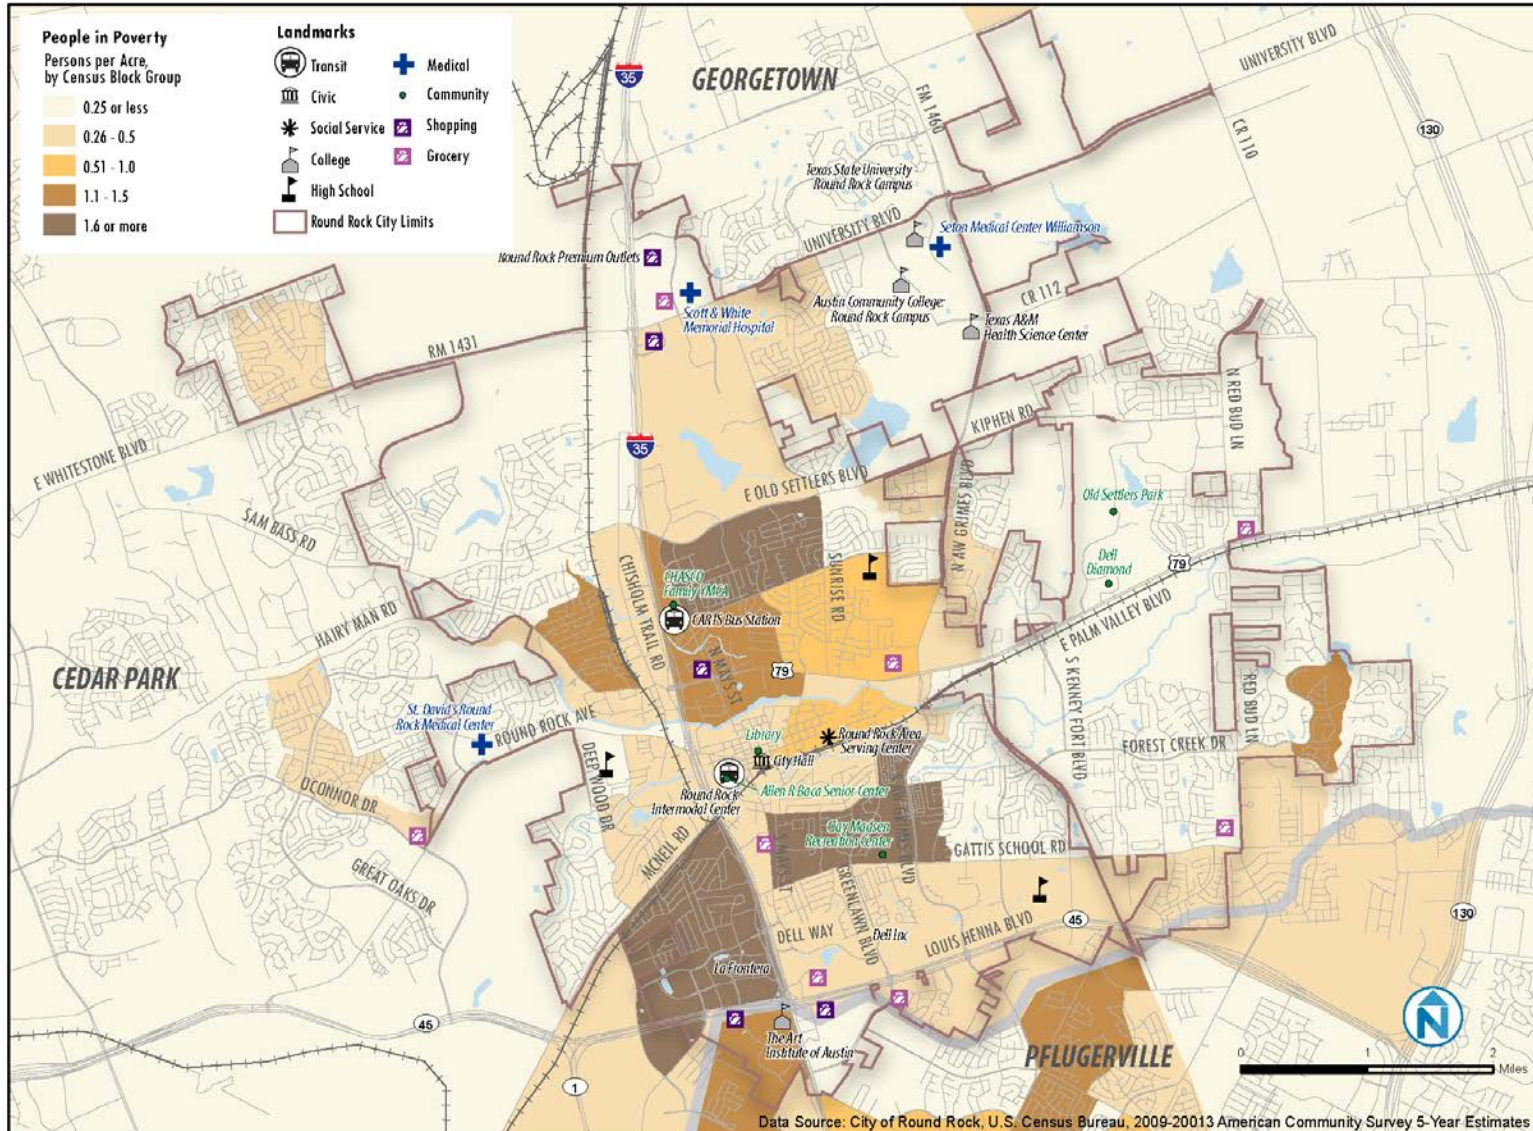 People in Poverty
Persons per Acre,
by Census Block Group
0.25 or less
0.26 - 0.5
0.51 - 1.0
1.1 - 1.5
1.6 or more
Landmarks
Transit
Civic
Social Service
College
High School
Round Rock City Limits
Medical
Community
Shopping
Grocery
35
GEORGETOWN
FM 1460
UNIVERSITY BLVD
CR 110
130
Texas State University
Round Rock Campus
UNIVERSITY BLVD
Seton Medical Center Williamson
Round Rock Premium Outlets
Scott & White
Memorial Hospital
Austin Community College:
Round Rock Campus
CR 112
Texas A&M
Health Science Center
RM 1431
N RED BUD LN
KIPHEN RD
35
E WHITESTONE BLVD
E OLD SETTLERS BLVD
N AW GRIMES BLVD
Old Settlers Park
SAM BASS RD
Dell
Diamond
79
CHISHOLM TRAIL RD
CHASCO
Family YMCA
SUNRISE RD
CARTS Bus Station
HAIRY MAN RD
E PALM VALLEY BLVD
N MAYS ST
79
CEDAR PARK
S KENNEY FORT BLVD
RED BUD LN
St. David's Round
Rock Medical Center
ROUND ROCK AVE
Library
Round Rock Area
Serving Center
FOREST CREEK DR
City Hall
DEEP WOOD DR
OCONNOR DR
Round Rock
Intermodal Center
Allen R Baca Senior Center
Clay Madsen
Recreation Center
MCNEIL RD
GATTIS SCHOOL RD
GREAT OAKS DR
GREENLAWN BLVD
DELL WAY
Dell Inc
LOUIS HENNA BLVD
45
130
La Frontera
45
The Art
Institute of Austin
PFLUGERVILLE
1
N
0 1 2
Miles
Data Source: City of Round Rock, U.S. Census Bureau, 2009-20013 American Community Survey 5-Year Estimates